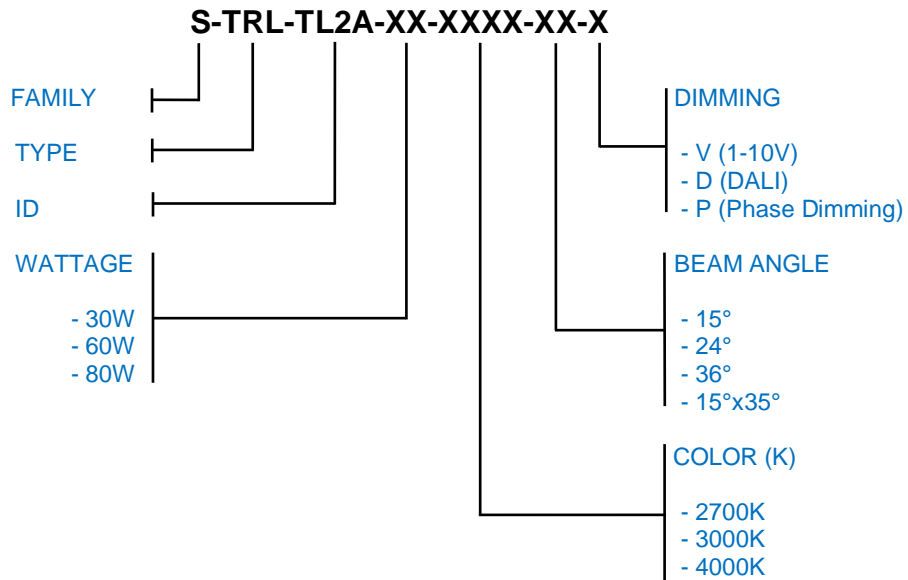 S-TRL-TL2A-XX-XXXX-XX-X
FAMILY
TYPE
ID
WATTAGE
- 30W
- 60W
- 80W
DIMMING
- V (1-10V)
- D (DALI)
- P (Phase Dimming)
BEAM ANGLE
- 15°
- 24°
- 36°
- 15°x35°
COLOR (K)
- 2700K
- 3000K
- 4000K